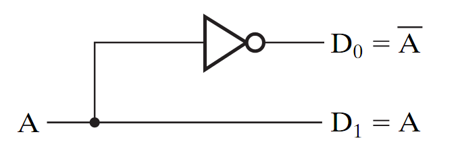 D₀ = A̅
A
D₁ = A